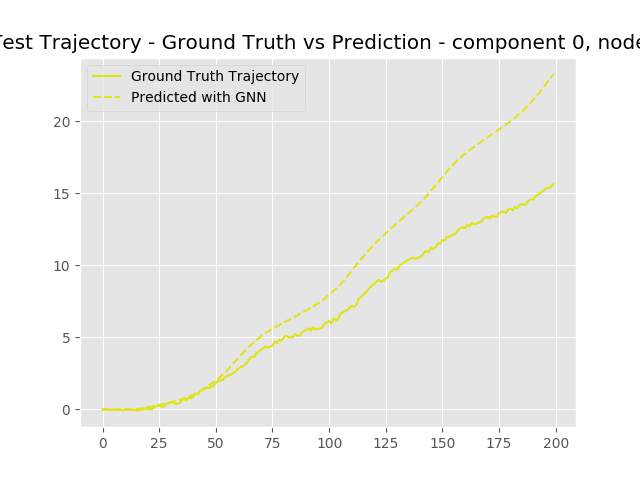 Test Trajectory - Ground Truth vs Prediction - component 0, node
Ground Truth Trajectory
Predicted with GNN
20
15
10
5
0
0 25 50 75 100 125 150 175 200